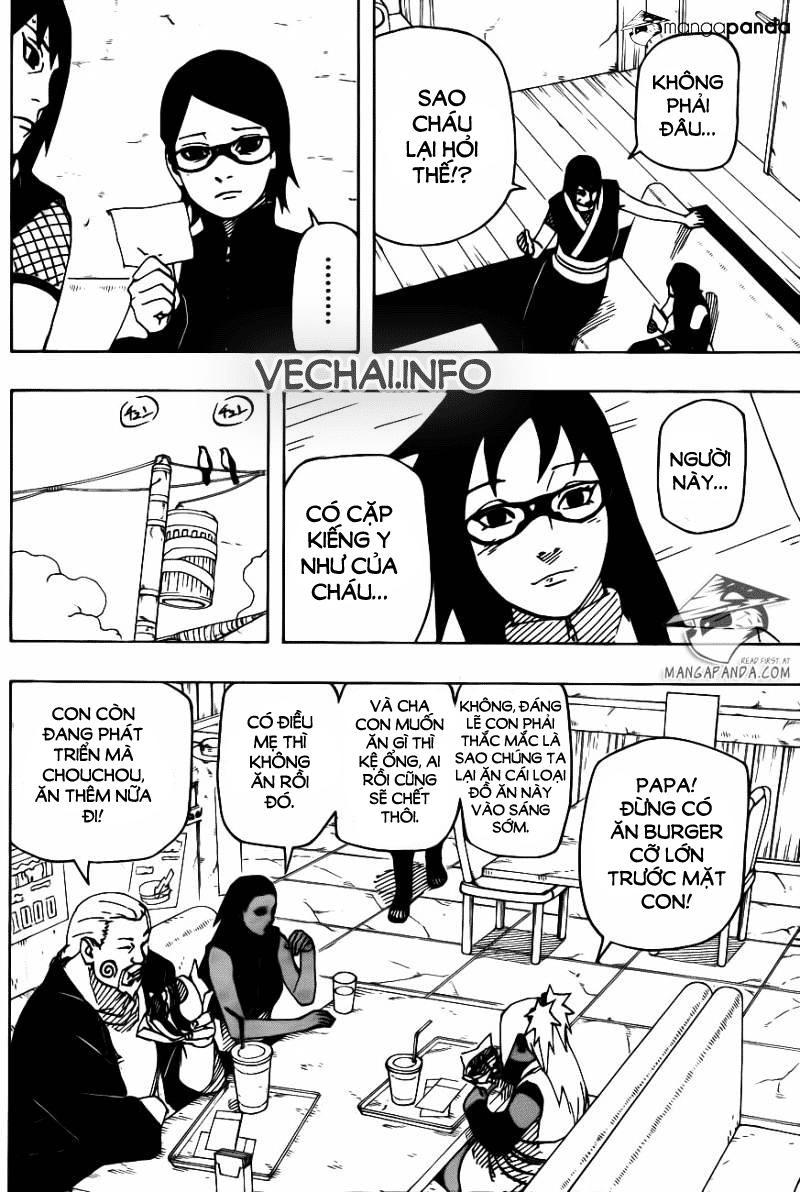 mangapanda
KHÔNG
PHẢI
ĐÂU...
SAO
CHÁU
LẠI HỎI
THẾ!?
.........
VECHAI.INFO
NGƯỜI
NÀY...
CÓ CẶP
KIẾNG Y
NHƯ CỦA
CHÁU...
READ FIRST AT
MANGAPANDA.COM
PAPA!
ĐỪNG CÓ
ĂN BURGER
CỠ LỚN
TRƯỚC MẶT
CON!
KHÔNG, ĐÁNG
LẼ CON PHẢI
THẮC MẮC LÀ
SAO CHÚNG TA
LẠI ĂN CÁI LOẠI
ĐỒ ĂN NÀY
VÀO SÁNG
SỚM.
VÀ CHA
CON MUỐN
ĂN GÌ THÌ
KỆ ỔNG, AI
RỒI CŨNG
SẼ CHẾT
THÔI.
CÓ ĐIỀU
MẸ THÌ
KHÔNG
ĂN RỒI
ĐÓ.
CON CÒN
ĐANG PHÁT
TRIỂN MÀ
CHOUCHOU,
ĂN THÊM NỮA
ĐI!